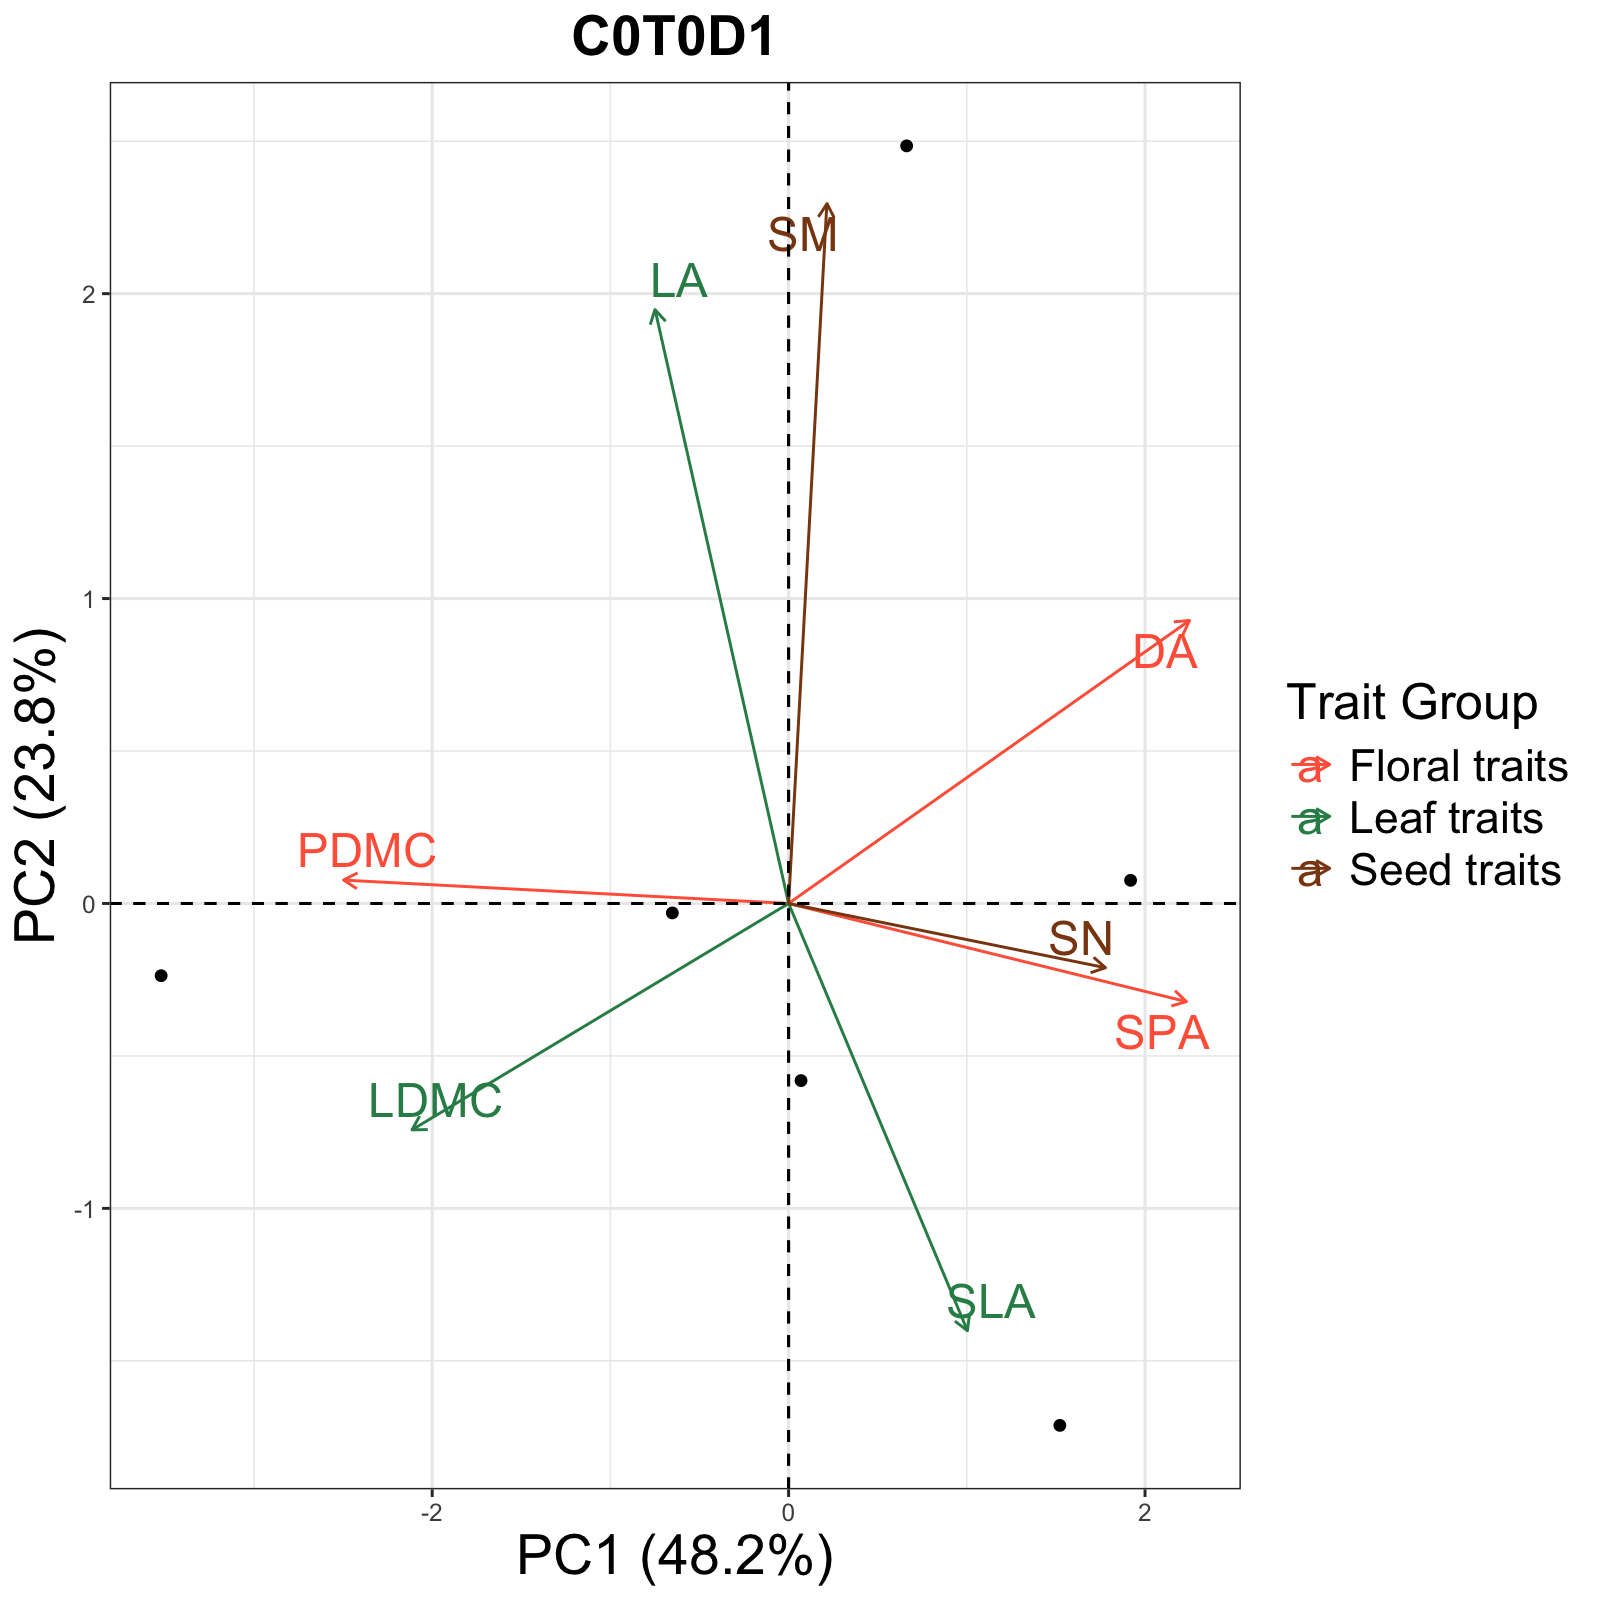 C0T0D1
SM
LA
2
1
DA
PDMC
0
SN
SPA
LDMC
-1
SLA
-2
0
2
PC1 (48.2%)
PC2 (23.8%)
Trait Group
a Floral traits
a Leaf traits
a Seed traits